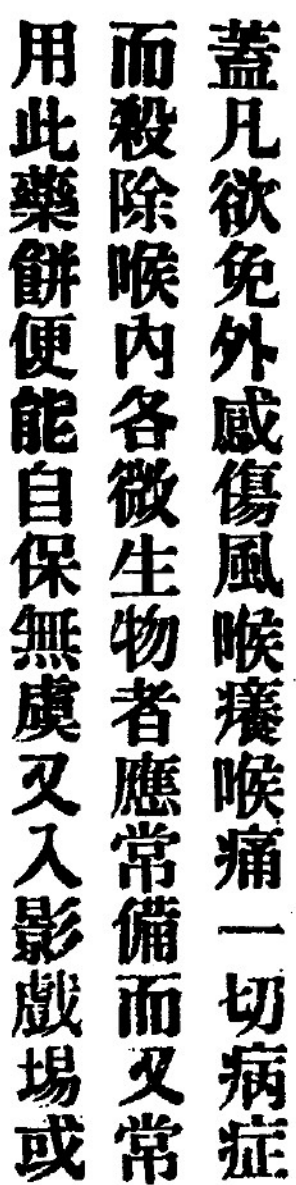 蓋凡欲免外感傷風喉癢喉痛一切病症
而殺除喉內各微生物者應常備而又常
用此藥餅便能自保無虞又入影戲場或